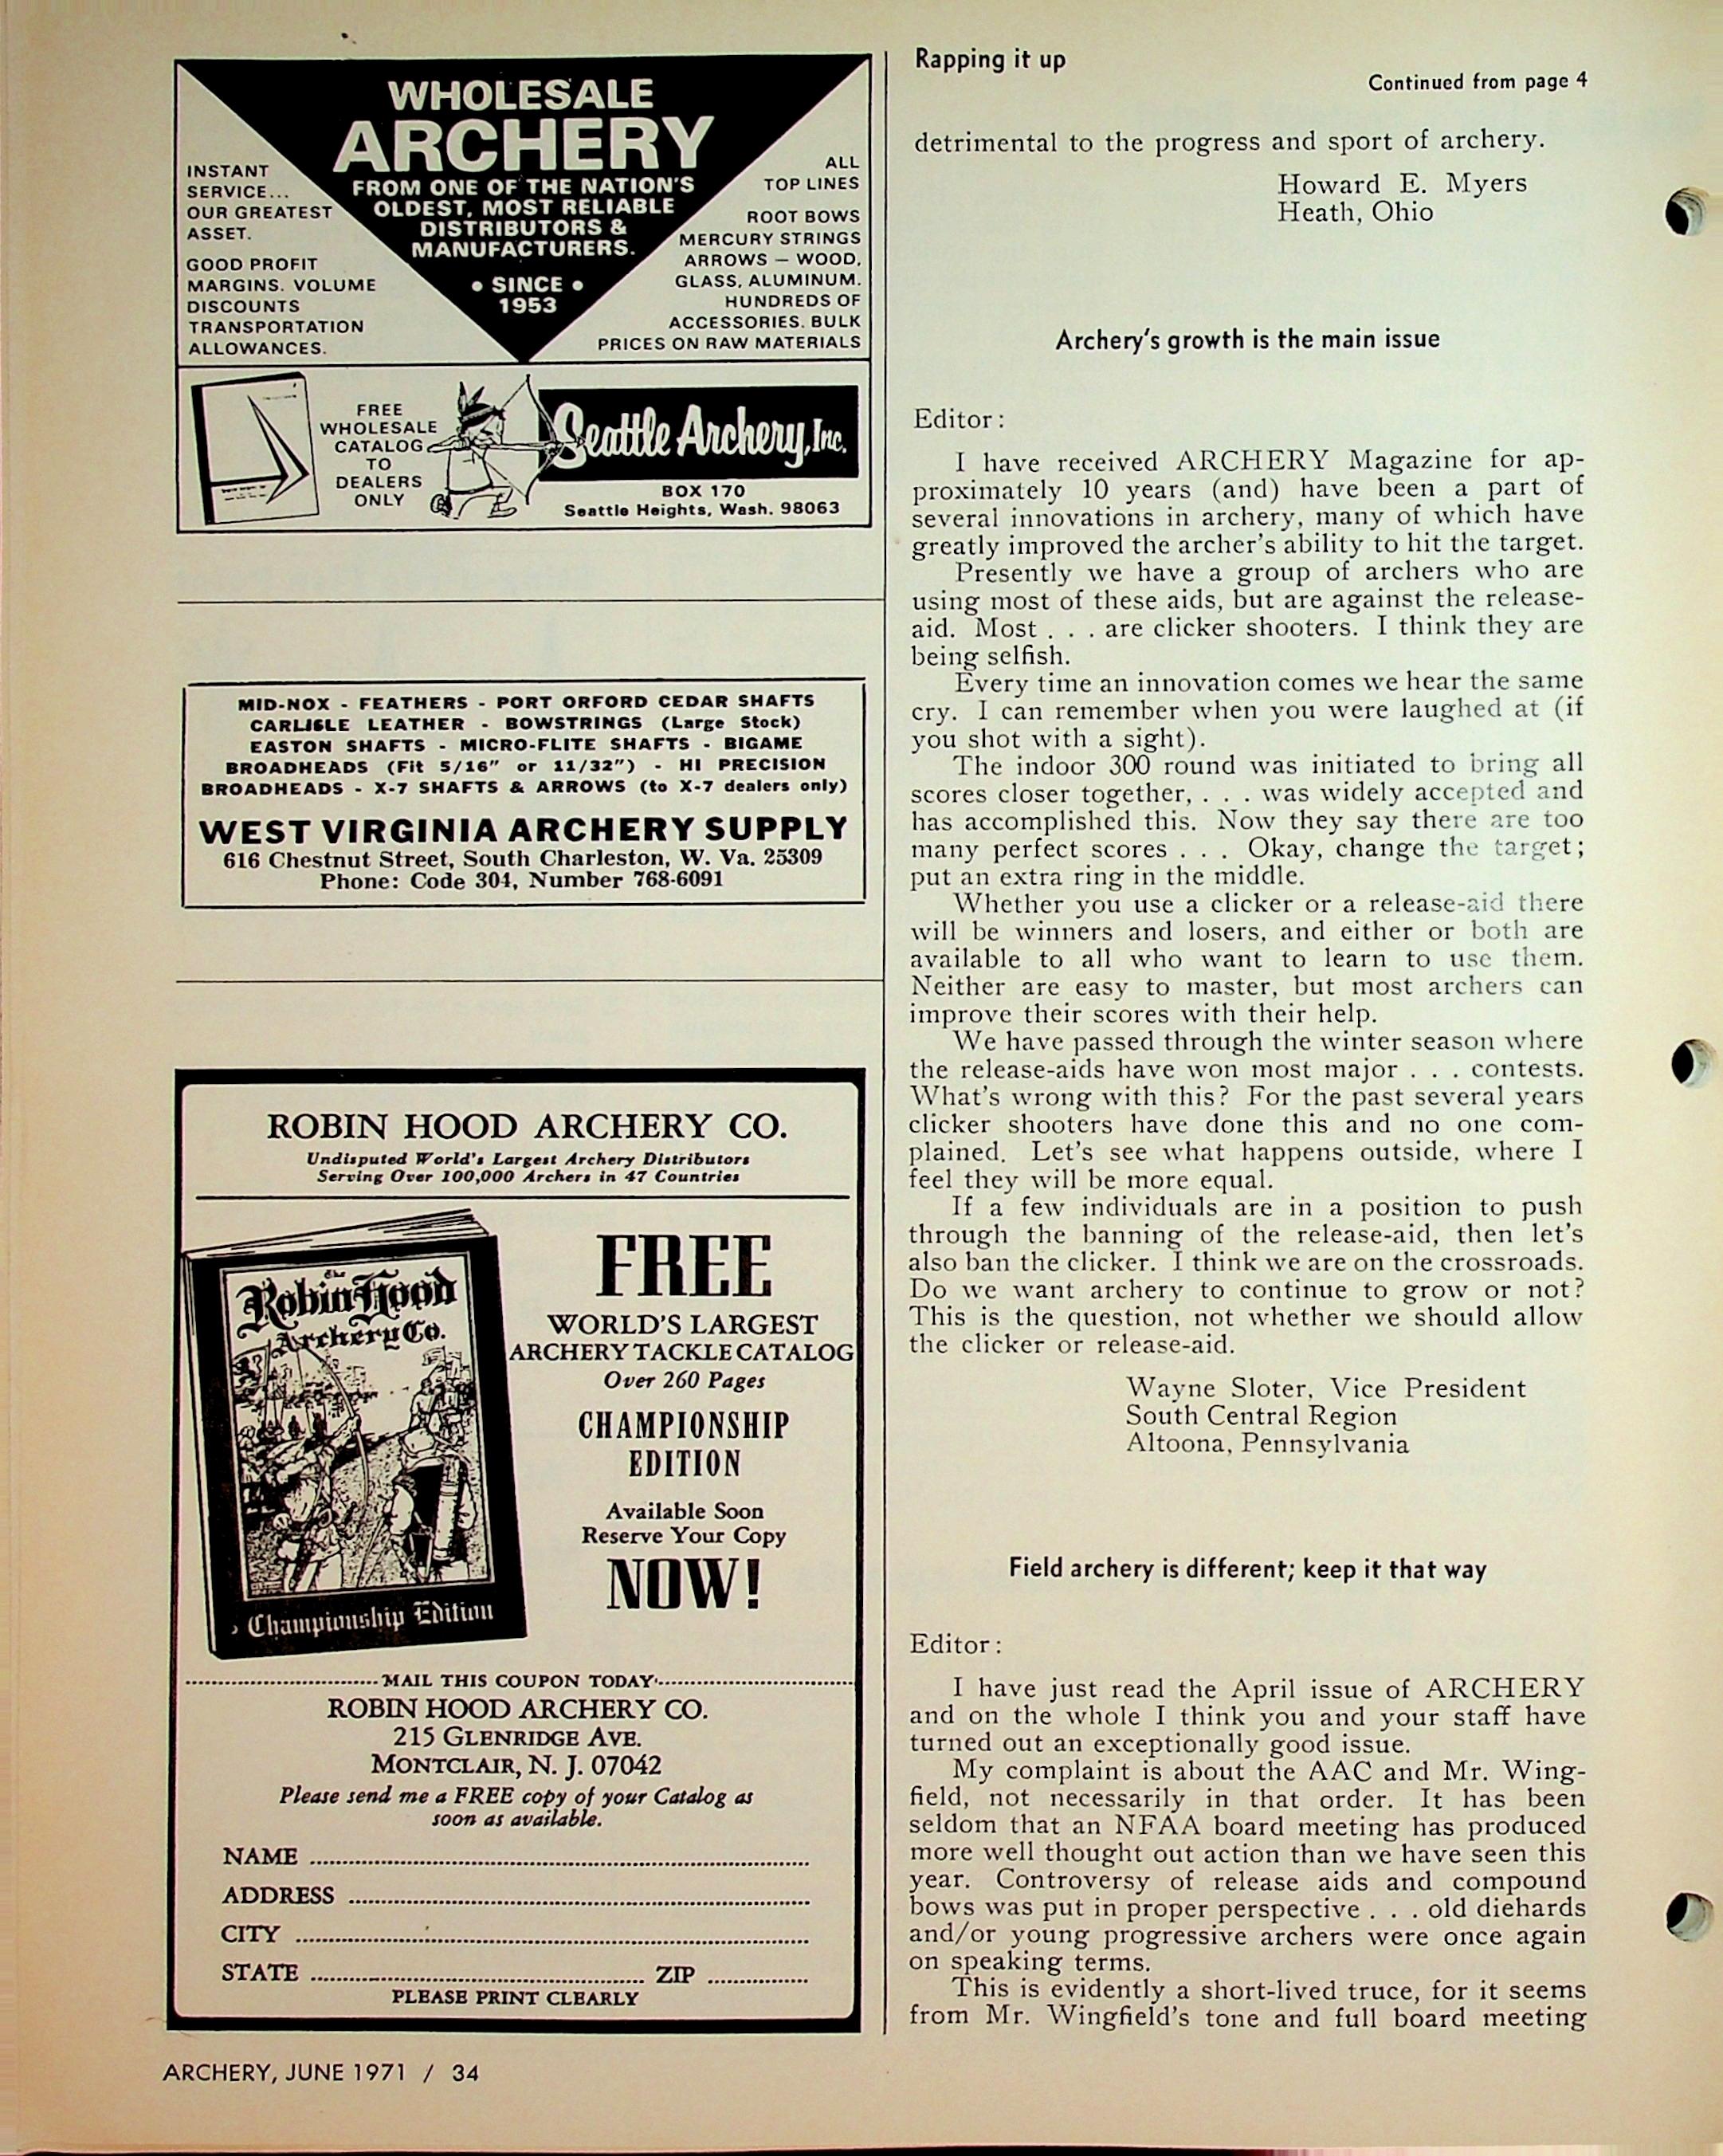 WHOLESALE
ARCHERY
FROM ONE OF THE NATION'S
OLDEST, MOST RELIABLE
DISTRIBUTORS &
MANUFACTURERS.
• SINCE •
1953
INSTANT
SERVICE...
OUR GREATEST
ASSET.
GOOD PROFIT
MARGINS. VOLUME
DISCOUNTS
TRANSPORTATION
ALLOWANCES.
ALL
TOP LINES
ROOT BOWS
MERCURY STRINGS
ARROWS — WOOD,
GLASS, ALUMINUM.
HUNDREDS OF
ACCESSORIES. BULK
PRICES ON RAW MATERIALS
FREE
WHOLESALE
CATALOG
TO
DEALERS
ONLY
Seattle Archery, Inc.
BOX 170
Seattle Heights, Wash. 98063
MID-NOX - FEATHERS - PORT ORFORD CEDAR SHAFTS
CARLISLE LEATHER - BOWSTRINGS (Large Stock)
EASTON SHAFTS - MICRO-FLITE SHAFTS - BIGAME
BROADHEADS (Fit 5/16" or 11/32") - HI PRECISION
BROADHEADS - X-7 SHAFTS & ARROWS (to X-7 dealers only)
WEST VIRGINIA ARCHERY SUPPLY
616 Chestnut Street, South Charleston, W. Va. 25309
Phone: Code 304, Number 768-6091
ROBIN HOOD ARCHERY CO.
Undisputed World's Largest Archery Distributors
Serving Over 100,000 Archers in 47 Countries
The
Robin Hood
Archery Co.
Championship Edition
FREE
WORLD'S LARGEST
ARCHERY TACKLE CATALOG
Over 260 Pages
CHAMPIONSHIP
EDITION
Available Soon
Reserve Your Copy
NOW!
MAIL THIS COUPON TODAY
ROBIN HOOD ARCHERY CO.
215 GLENRIDGE AVE.
MONTCLAIR, N. J. 07042
Please send me a FREE copy of your Catalog as
soon as available.
NAME
ADDRESS
CITY
STATE ZIP
PLEASE PRINT CLEARLY
Rapping it up
Continued from page 4
detrimental to the progress and sport of archery.
Howard E. Myers
Heath, Ohio
Archery's growth is the main issue
Editor:
I have received ARCHERY Magazine for ap-
proximately 10 years (and) have been a part of
several innovations in archery, many of which have
greatly improved the archer's ability to hit the target.
Presently we have a group of archers who are
using most of these aids, but are against the release-
aid. Most . . . are clicker shooters. I think they are
being selfish.
Every time an innovation comes we hear the same
cry. I can remember when you were laughed at (if
you shot with a sight).
The indoor 300 round was initiated to bring all
scores closer together, . . . was widely accepted and
has accomplished this. Now they say there are too
many perfect scores . . . Okay, change the target;
put an extra ring in the middle.
Whether you use a clicker or a release-aid there
will be winners and losers, and either or both are
available to all who want to learn to use them.
Neither are easy to master, but most archers can
improve their scores with their help.
We have passed through the winter season where
the release-aids have won most major . . . contests.
What's wrong with this? For the past several years
clicker shooters have done this and no one com-
plained. Let's see what happens outside, where I
feel they will be more equal.
If a few individuals are in a position to push
through the banning of the release-aid, then let's
also ban the clicker. I think we are on the crossroads.
Do we want archery to continue to grow or not?
This is the question, not whether we should allow
the clicker or release-aid.
Wayne Sloter, Vice President
South Central Region
Altoona, Pennsylvania
Field archery is different; keep it that way
Editor:
I have just read the April issue of ARCHERY
and on the whole I think you and your staff have
turned out an exceptionally good issue.
My complaint is about the AAC and Mr. Wing-
field, not necessarily in that order. It has been
seldom that an NFAA board meeting has produced
more well thought out action than we have seen this
year. Controversy of release aids and compound
bows was put in proper perspective . . . old diehards
and/or young progressive archers were once again
on speaking terms.
This is evidently a short-lived truce, for it seems
from Mr. Wingfield's tone and full board meeting
ARCHERY, JUNE 1971 / 34